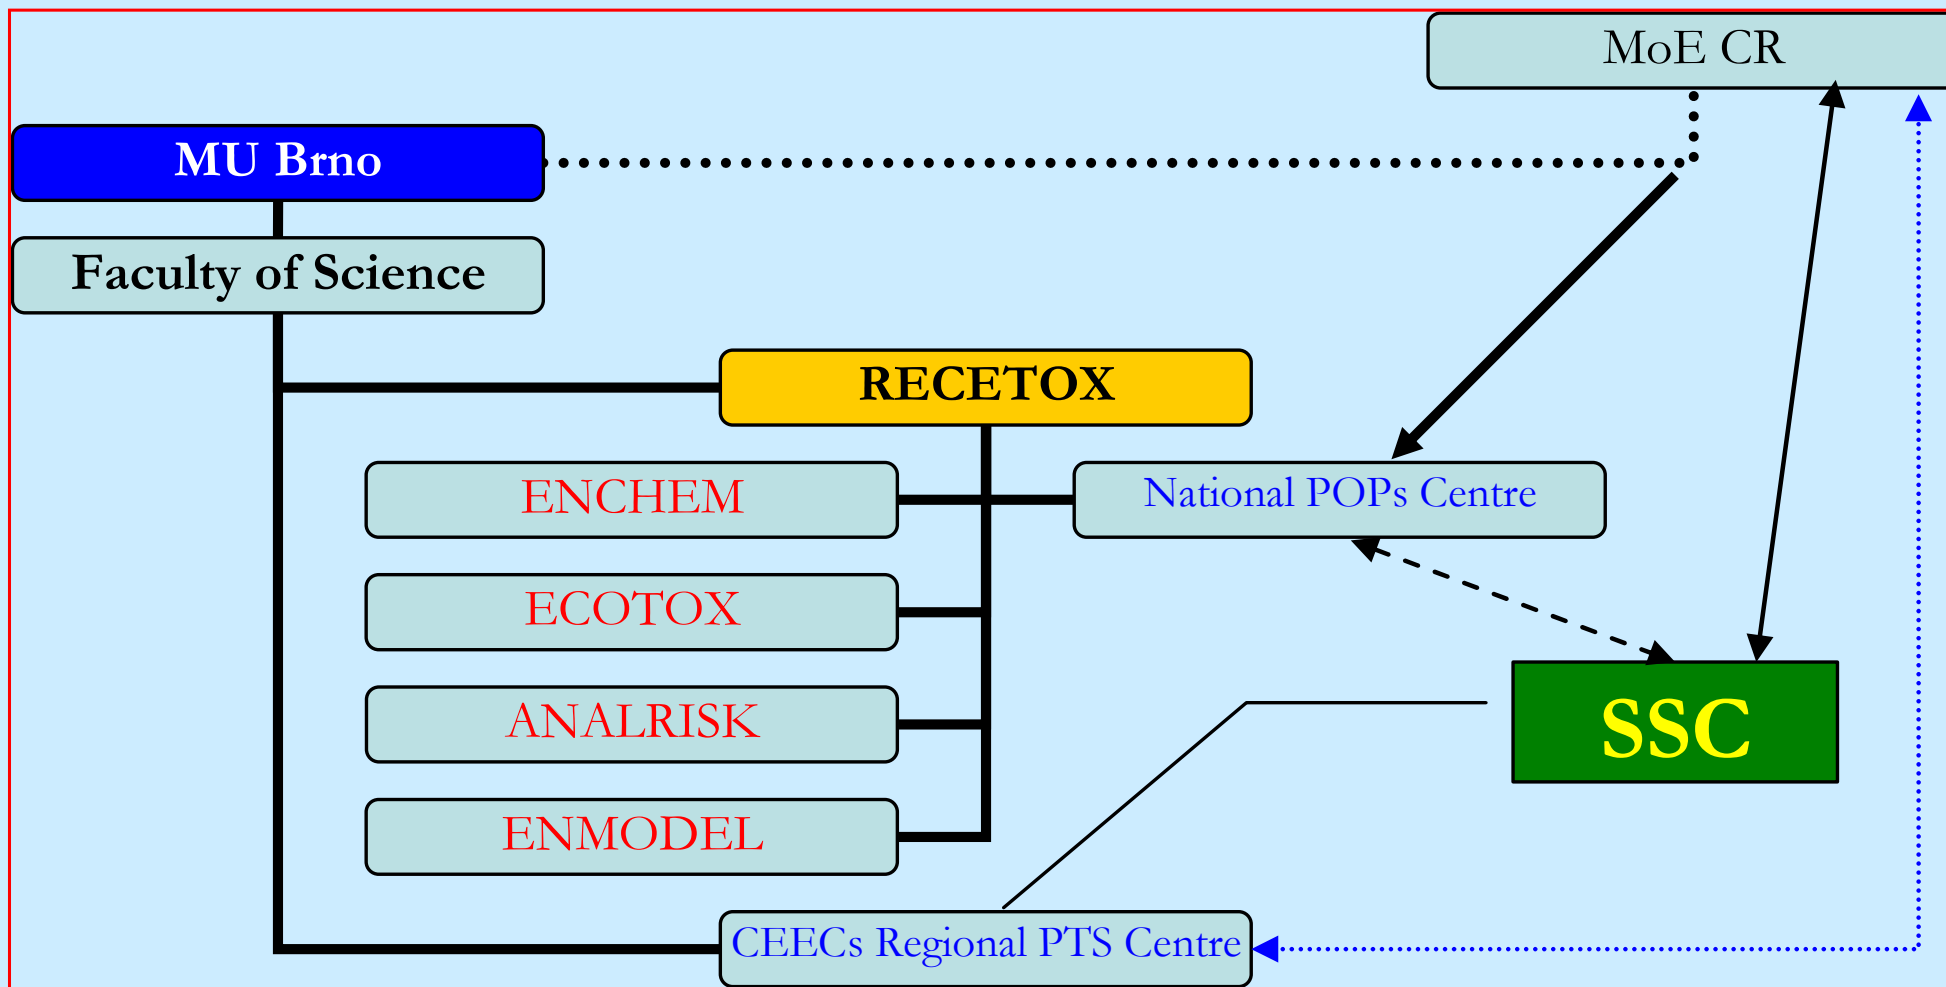 MoE CR
MU Brno
Faculty of Science
RECETOX
ENCHEM
National POPs Centre
ECOTOX
ANALRISK
SSC
ENMODEL
CEECs Regional PTS Centre